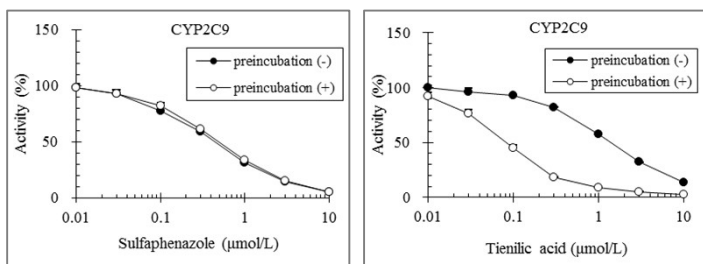 CYP2C9
150
100
50
0
Activity (%)
preincubation (-)
preincubation (+)
0.01
0.1
1
10
Sulfaphenazole (μmol/L)
CYP2C9
150
100
50
0
Activity (%)
preincubation (-)
preincubation (+)
0.01
0.1
1
10
Tienilic acid (μmol/L)